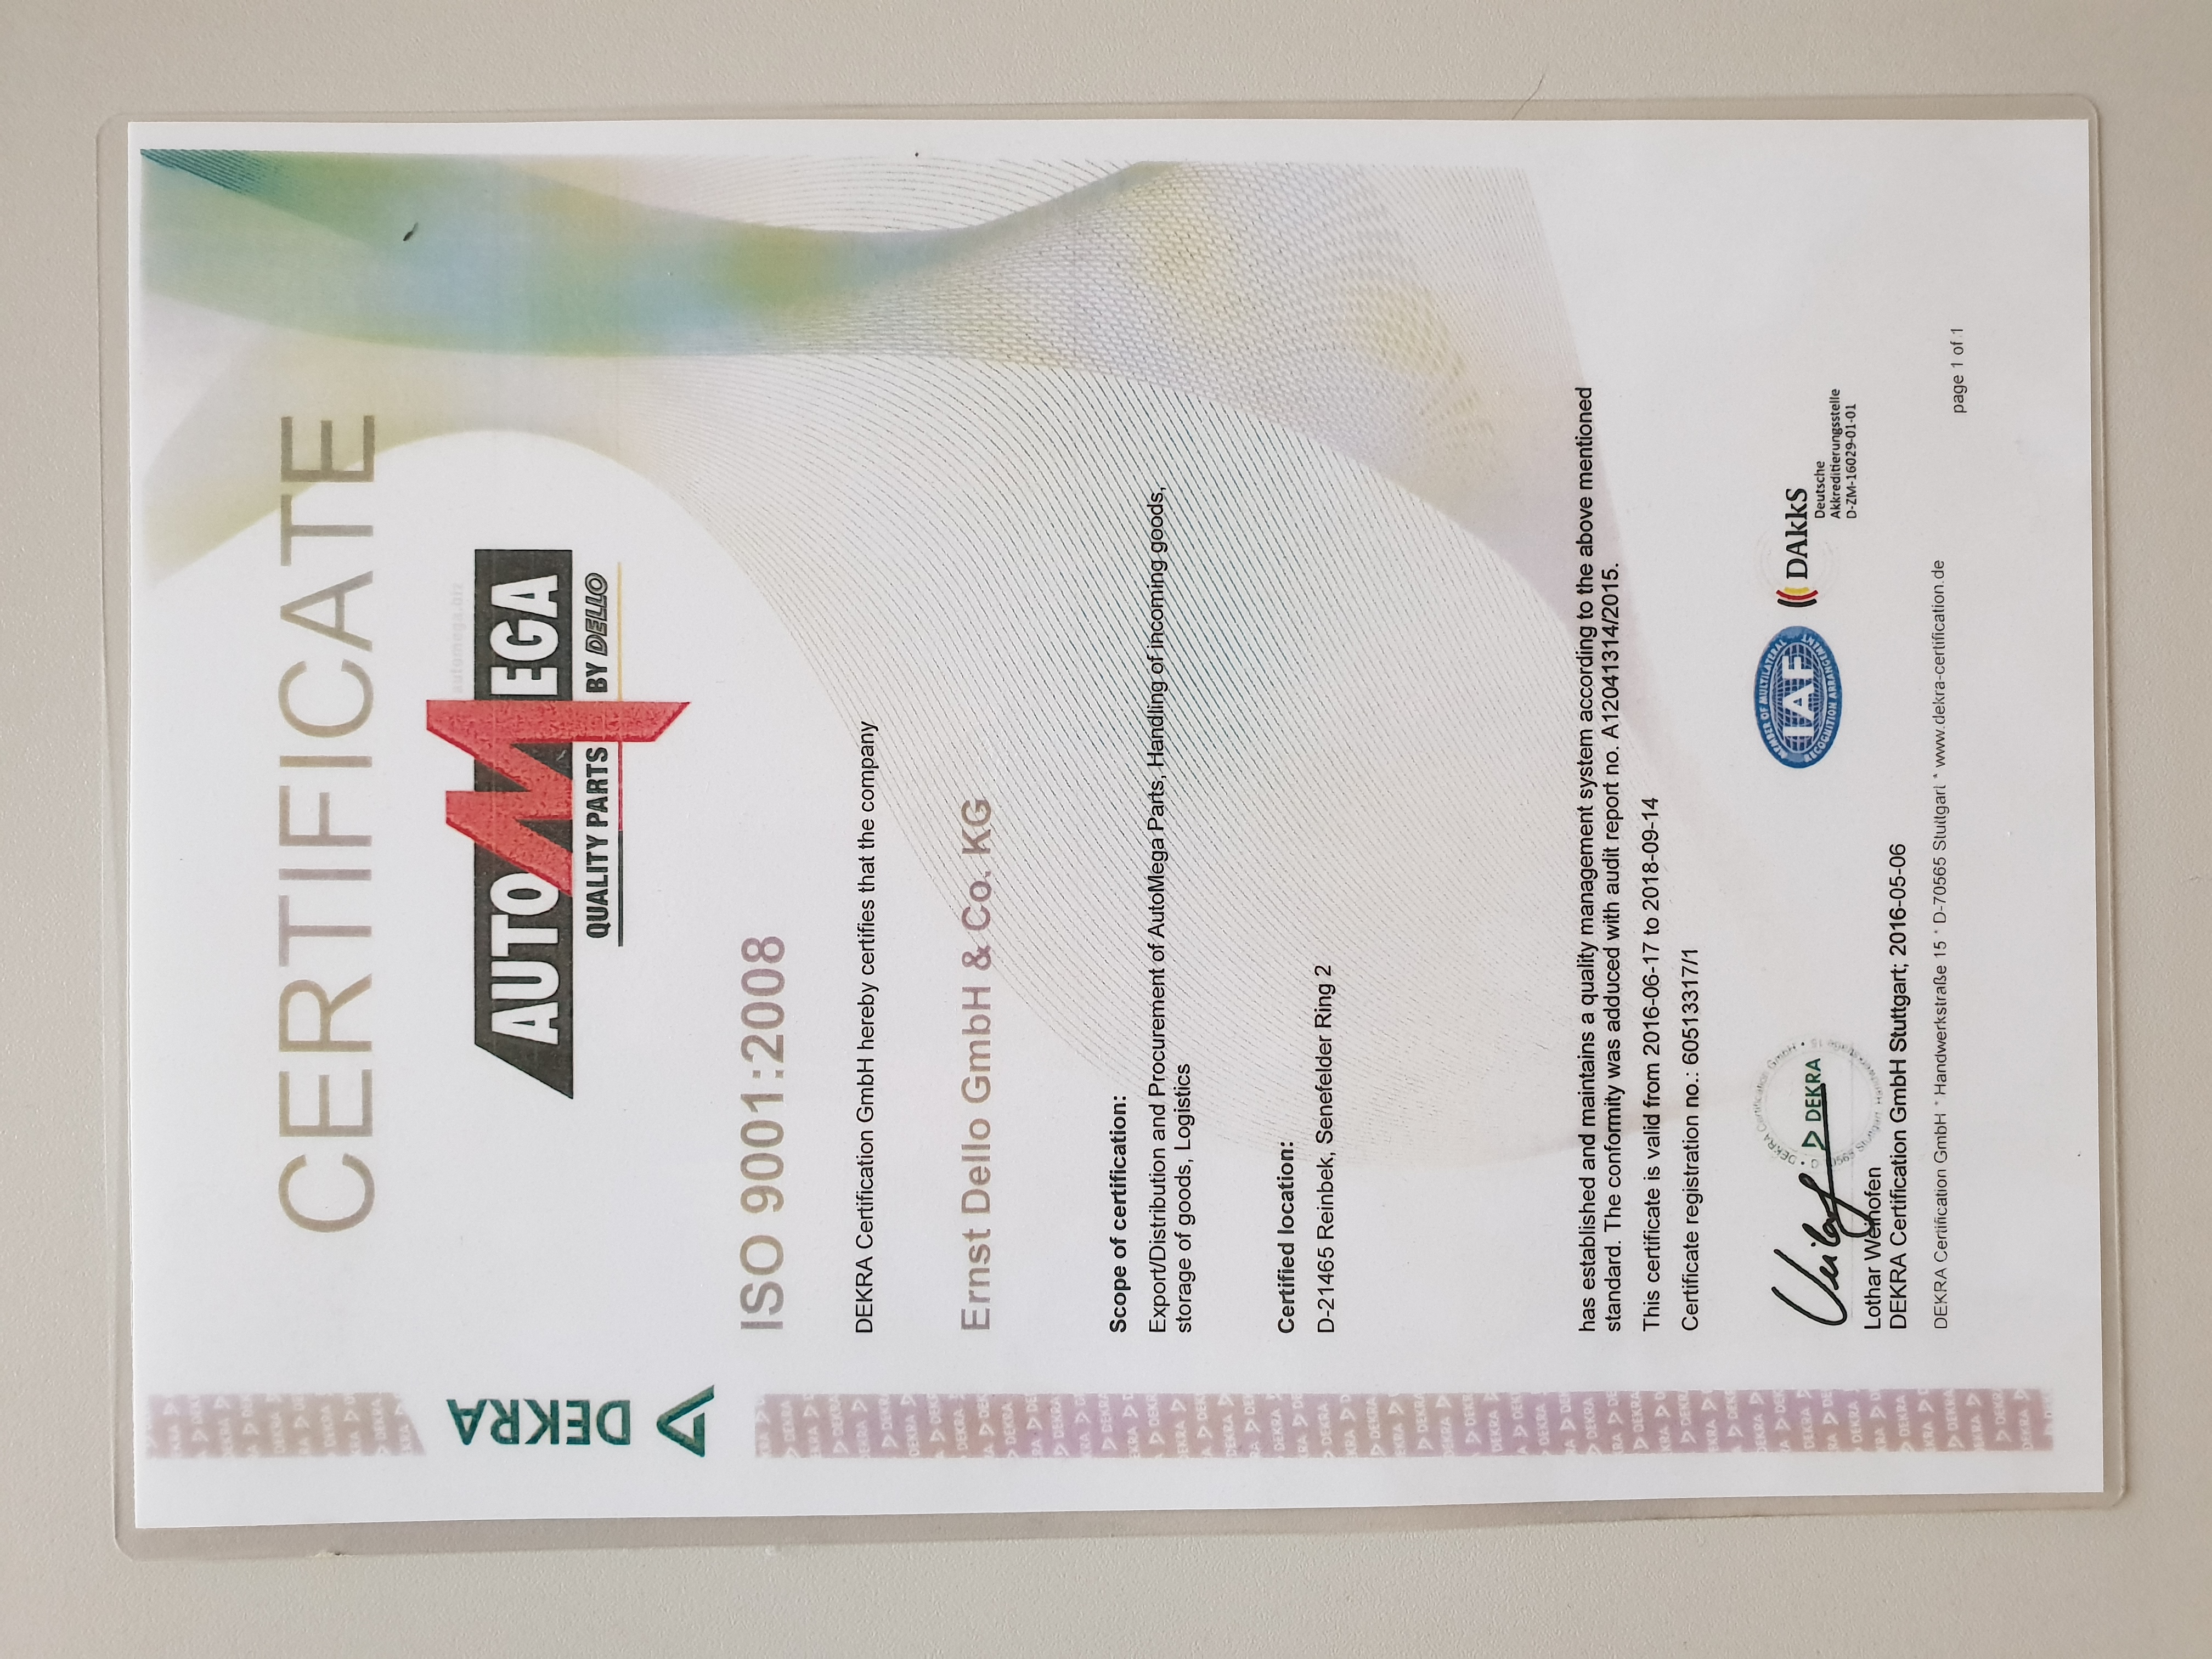 CERTIFICATE
automega.biz
AUTOMEGA
QUALITY PARTS BY DELLO
DEKRA
ISO 9001:2008
DEKRA Certification GmbH hereby certifies that the company
Ernst Dello GmbH & Co. KG
Scope of certification:
Export/Distribution and Procurement of AutoMega Parts, Handling of incoming goods,
storage of goods, Logistics
Certified location:
D-21465 Reinbek, Senefelder Ring 2
has established and maintains a quality management system according to the above mentioned
standard. The conformity was adduced with audit report no. A12041314/2015.
This certificate is valid from 2016-06-17 to 2018-09-14
Certificate registration no.: 60513317/1
DEKRA Certification GmbH
DEKRA
Stuttgart Handwerkstraße 15
MEMBER OF MULTILATERAL
IAF
RECOGNITION ARRANGEMENT
DAkkS
Deutsche
Akkreditierungsstelle
D-ZM-16029-01-01
Lothar Weihofen
DEKRA Certification GmbH Stuttgart; 2016-05-06
DEKRA Certification GmbH * Handwerkstraße 15 * D-70565 Stuttgart * www.dekra-certification.de
page 1 of 1